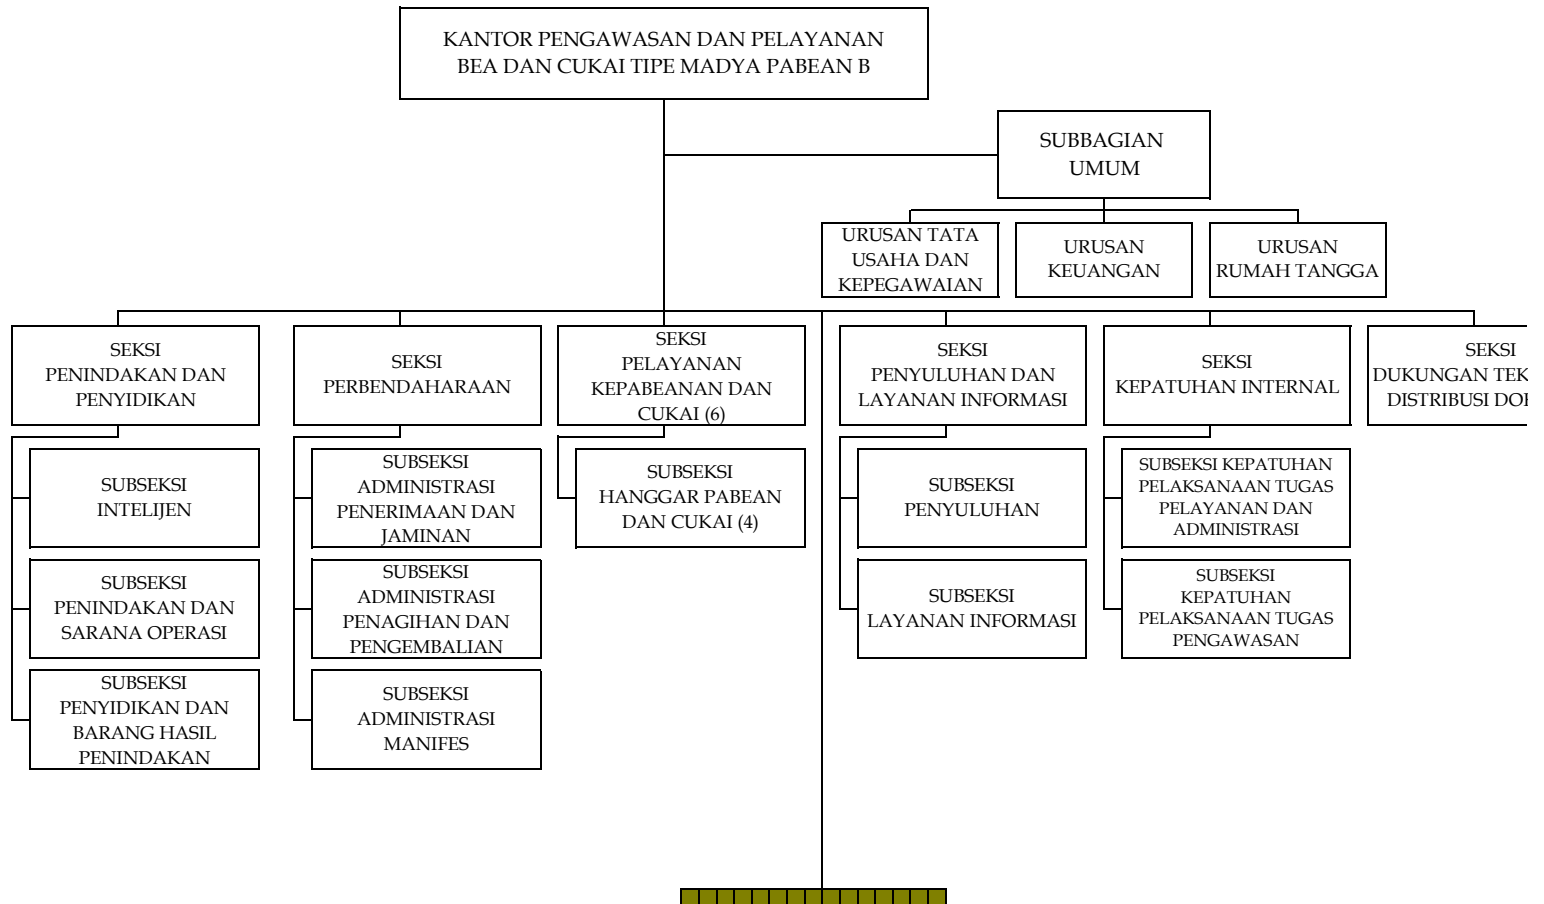 KANTOR PENGAWASAN DAN PELAYANAN
BEA DAN CUKAI TIPE MADYA PABEAN B
SUBBAGIAN
UMUM
URUSAN TATA
USAHA DAN
KEPEGAWAIAN
URUSAN
KEUANGAN
URUSAN
RUMAH TANGGA
SEKSI
PENINDAKAN DAN
PENYIDIKAN
SEKSI
PERBENDAHARAAN
SEKSI
PELAYANAN
KEPABEANAN DAN
CUKAI (6)
SEKSI
PENYULUHAN DAN
LAYANAN INFORMASI
SEKSI
KEPATUHAN INTERNAL
SEKSI
DUKUNGAN
DISTRIBUSI
SUBSEKSI
INTELIJEN
SUBSEKSI
PENINDAKAN DAN
SARANA OPERASI
SUBSEKSI
PENYIDIKAN DAN
BARANG HASIL
PENINDAKAN
SUBSEKSI
ADMINISTRASI
PENERIMAAN DAN
JAMINAN
SUBSEKSI
ADMINISTRASI
PENAGIHAN DAN
PENGEMBALIAN
SUBSEKSI
ADMINISTRASI
MANIFES
SUBSEKSI
HANGGAR PABEAN
DAN CUKAI (4)
SUBSEKSI
PENYULUHAN
SUBSEKSI
LAYANAN INFORMASI
SUBSEKSI KEPATUHAN
PELAKSANAAN TUGAS
PELAYANAN DAN
ADMINISTRASI
SUBSEKSI
KEPATUHAN
PELAKSANAAN TUGAS
PENGAWASAN